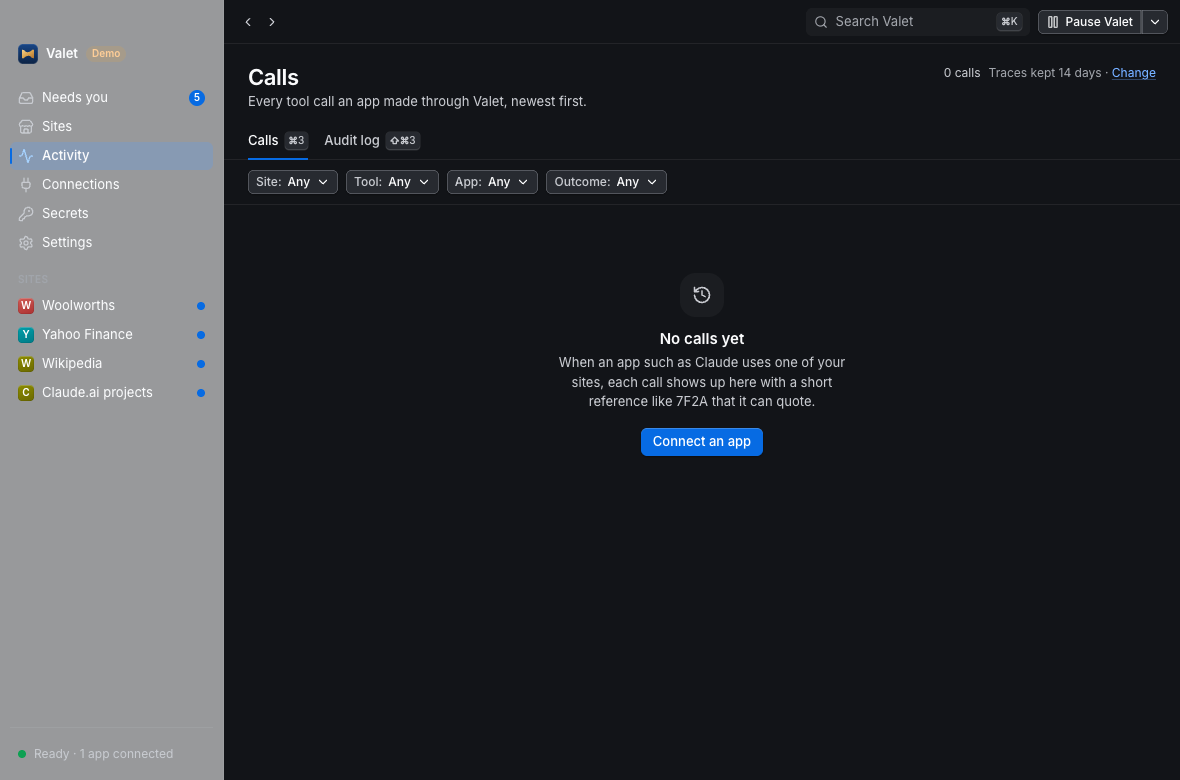 Valet Demo
Needs you 5
Sites
Activity
Connections
Secrets
Settings
SITES
W Woolworths
Y Yahoo Finance
W Wikipedia
C Claude.ai projects
Ready · 1 app connected
Search Valet ⌘K
Pause Valet
Calls
Every tool call an app made through Valet, newest first.
0 calls Traces kept 14 days · Change
Calls ⌘3 Audit log ⇧⌘3
Site: Any Tool: Any App: Any Outcome: Any
No calls yet
When an app such as Claude uses one of your
sites, each call shows up here with a short
reference like 7F2A that it can quote.
Connect an app